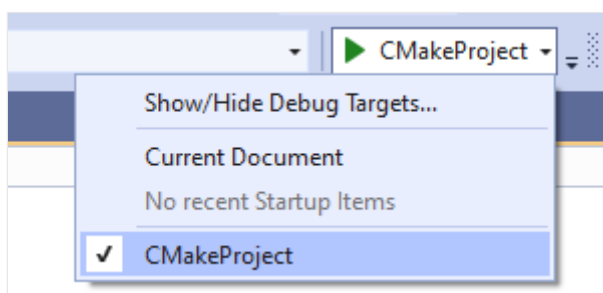 CMakeProject
Show/Hide Debug Targets...
Current Document
No recent Startup Items
CMakeProject